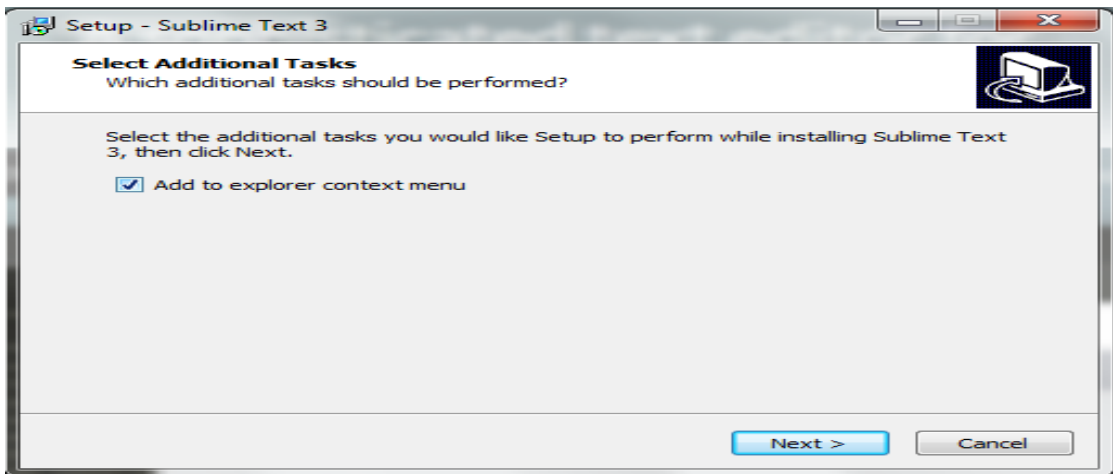 Setup - Sublime Text 3
Select Additional Tasks
Which additional tasks should be performed?
Select the additional tasks you would like Setup to perform while installing Sublime Text
3, then click Next.
Add to explorer context menu
Next >
Cancel